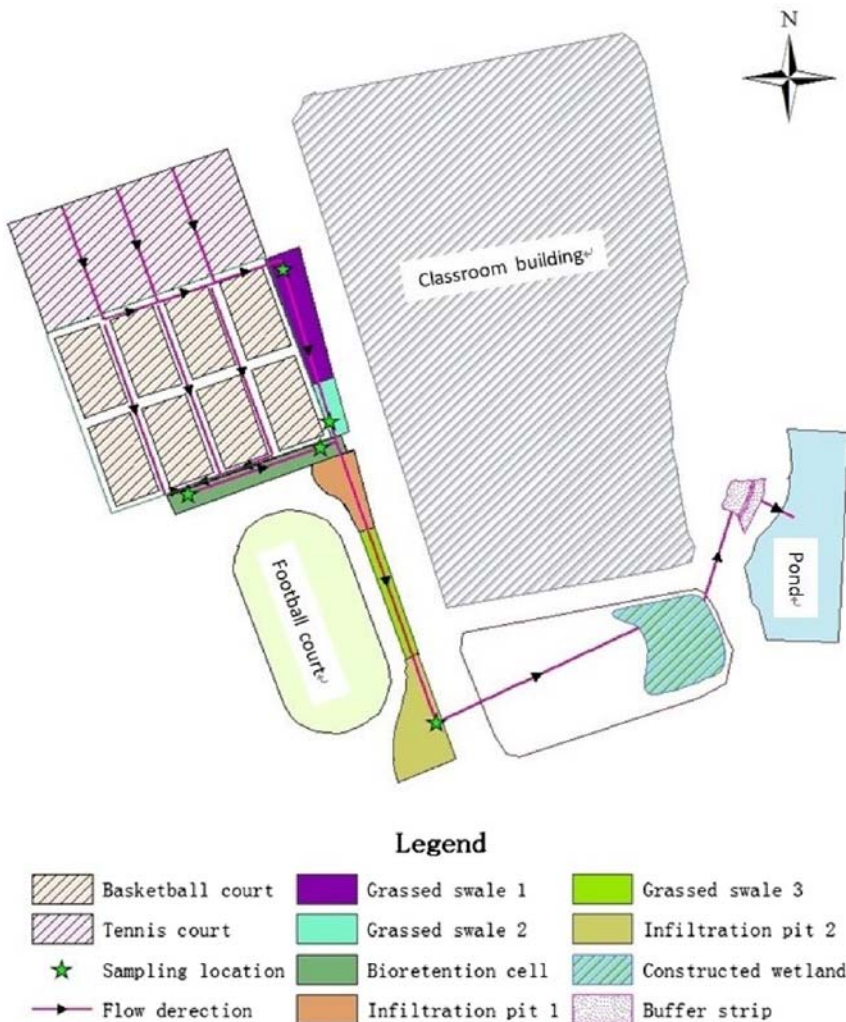 N
Classroom building↵
Football court↵
Pond↵
Legend
Basketball court
Grassed swale 1
Grassed swale 3
Tennis court
Grassed swale 2
Infiltration pit 2
Sampling location
Bioretention cell
Constructed wetland
Flow derection
Infiltration pit 1
Buffer strip